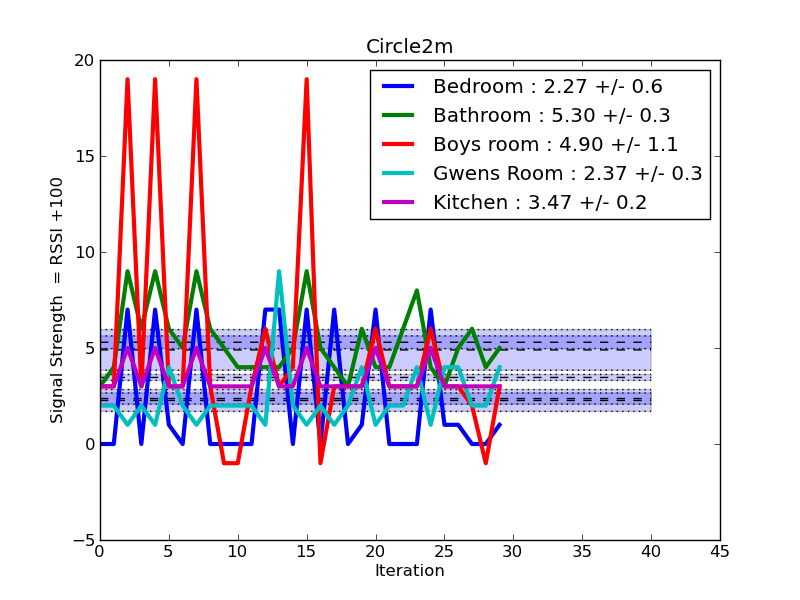 Circle2m
20
15
10
5
0
−5
Signal Strength = RSSI +100
Bedroom : 2.27 +/- 0.6
Bathroom : 5.30 +/- 0.3
Boys room : 4.90 +/- 1.1
Gwens Room : 2.37 +/- 0.3
Kitchen : 3.47 +/- 0.2
0 5 10 15 20 25 30 35 40 45
Iteration